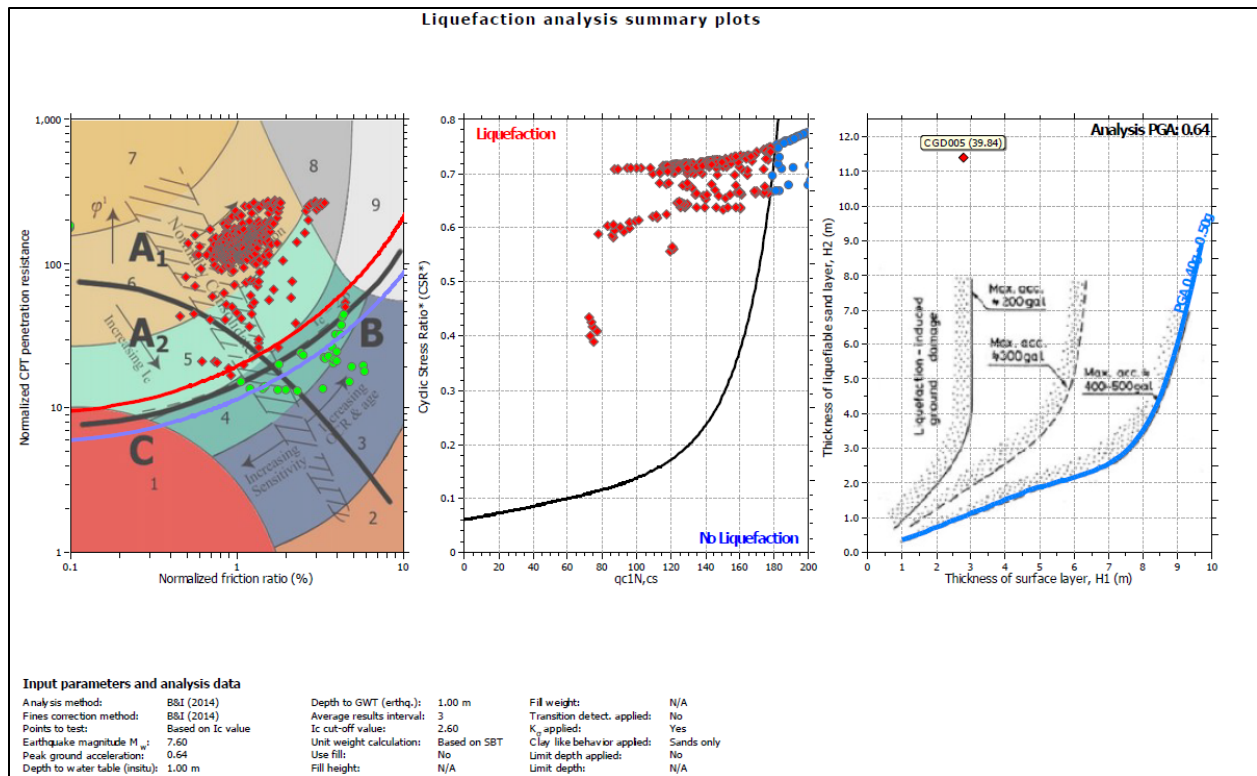 Liquefaction analysis summary plots
Normalized CPT penetration resistance
1,000
100
10
1
0.1
1
10
Normalized friction ratio (%)
7
8
9
φ'
A1
6
A2
Increasing Ic
5
Ic
B
4
C
Increasing
OCR & age
3
Increasing
Sensitivity
1
2
Cyclic Stress Ratio* (CSR*)
0.8
0.7
0.6
0.5
0.4
0.3
0.2
0.1
0
Liquefaction
No Liquefaction
0 20 40 60 80 100 120 140 160 180 200
qc1N,cs
Thickness of liquefiable sand layer, H2 (m)
12.0
11.0
10.0
9.0
8.0
7.0
6.0
5.0
4.0
3.0
2.0
1.0
0.0
Analysis PGA: 0.64
CGD005 (39.84)
PGA 0.40g - 0.50g
Max. acc.
≒ 200gal
Max. acc.
≒ 300gal
Max. acc ≒
400-500gal
Liquefaction-induced
ground damage
0 1 2 3 4 5 6 7 8 9 10
Thickness of surface layer, H1 (m)
Input parameters and analysis data
Analysis method: B&I (2014)
Fines correction method: B&I (2014)
Points to test: Based on Ic value
Earthquake magnitude Mw: 7.60
Peak ground acceleration: 0.64
Depth to water table (insitu): 1.00 m
Depth to GWT (erthq.): 1.00 m
Average results interval: 3
Ic cut-off value: 2.60
Unit weight calculation: Based on SBT
Use fill: No
Fill height: N/A
Fill weight: N/A
Transition detect. applied: No
Kσ applied: Yes
Clay like behavior applied: Sands only
Limit depth applied: No
Limit depth: N/A